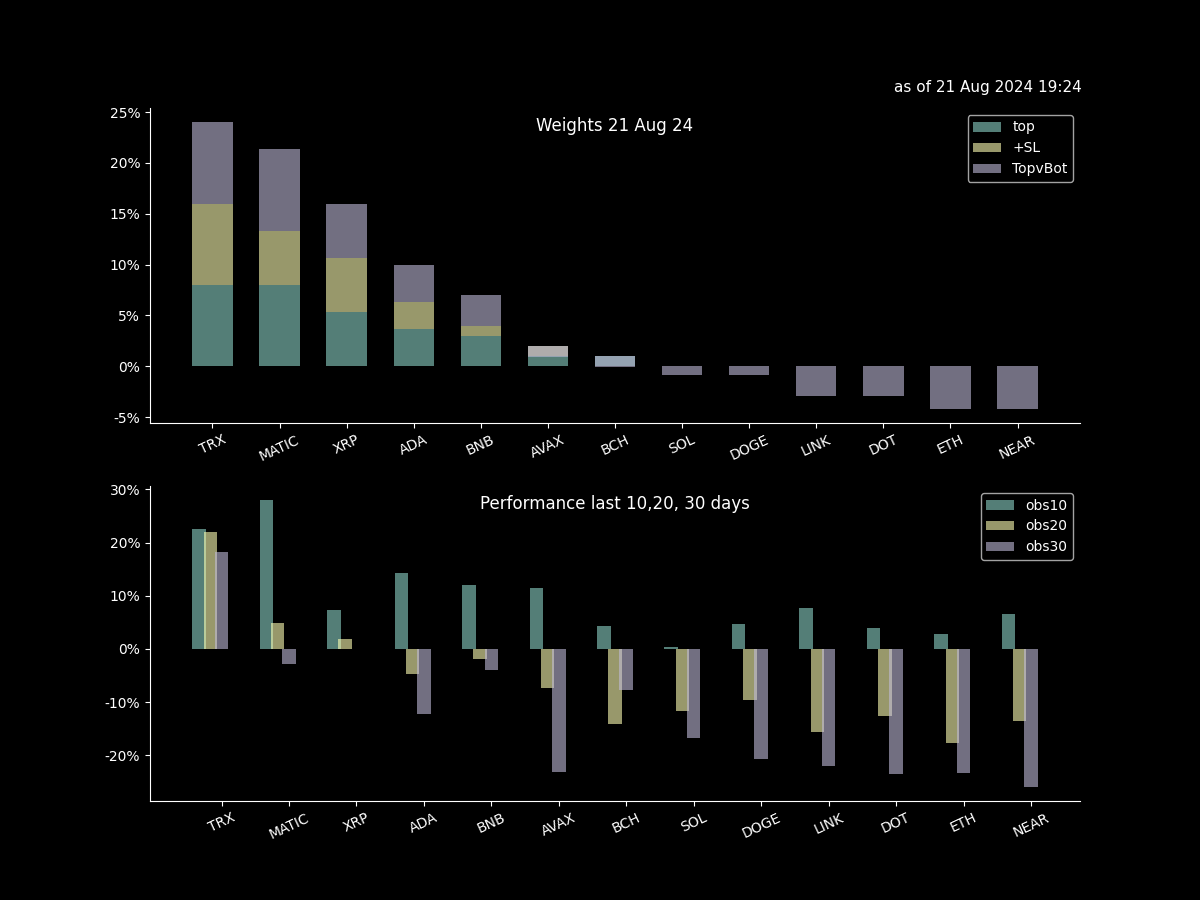 as of 21 Aug 2024 19:24
Weights 21 Aug 24
top
+SL
TopvBot
25%
20%
15%
10%
5%
0%
-5%
TRX MATIC XRP ADA BNB AVAX BCH SOL DOGE LINK DOT ETH NEAR
Performance last 10,20, 30 days
obs10
obs20
obs30
30%
20%
10%
0%
-10%
-20%
TRX MATIC XRP ADA BNB AVAX BCH SOL DOGE LINK DOT ETH NEAR